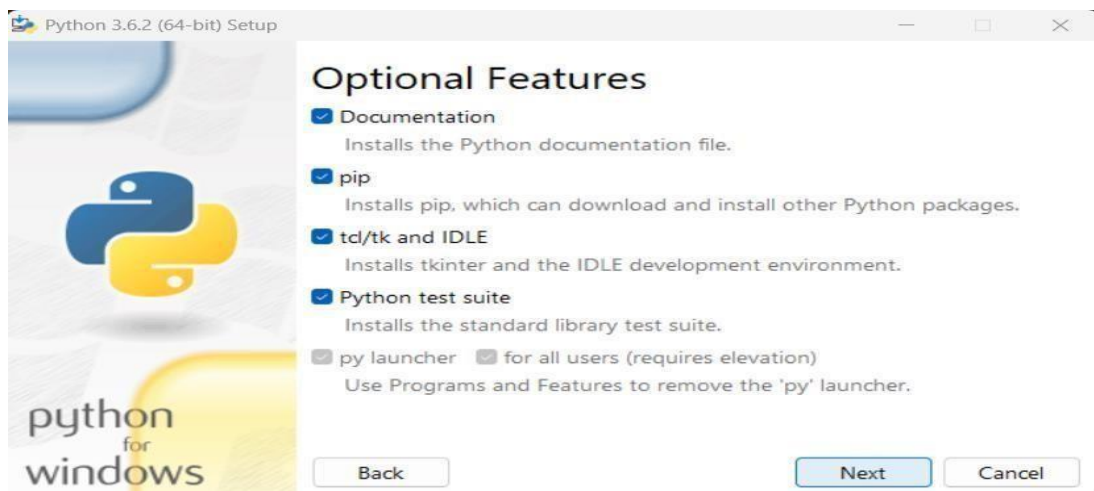 Python 3.6.2 (64-bit) Setup
Optional Features
Documentation
Installs the Python documentation file.
pip
Installs pip, which can download and install other Python packages.
tcl/tk and IDLE
Installs tkinter and the IDLE development environment.
Python test suite
Installs the standard library test suite.
py launcher for all users (requires elevation)
Use Programs and Features to remove the 'py' launcher.
python
for
windows
Back Next Cancel